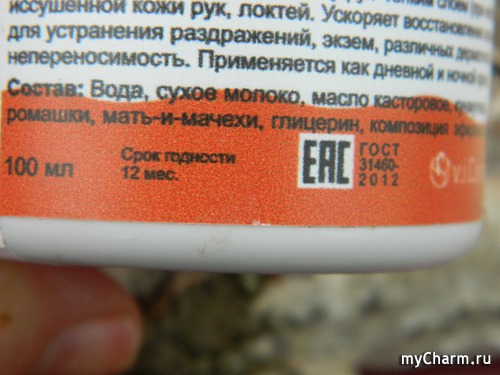 иссушенной кожи рук, локтей. Ускоряет восстановление
для устранения раздражений, экзем, различных
непереносимость. Применяется как дневной и ночной
Состав: Вода, сухое молоко, масло касторовое,
ромашки, мать-и-мачехи, глицерин, композиция
100 мл
Срок годности
12 мес.
EAC
ГОСТ
31460-
2012
myCharm.ru